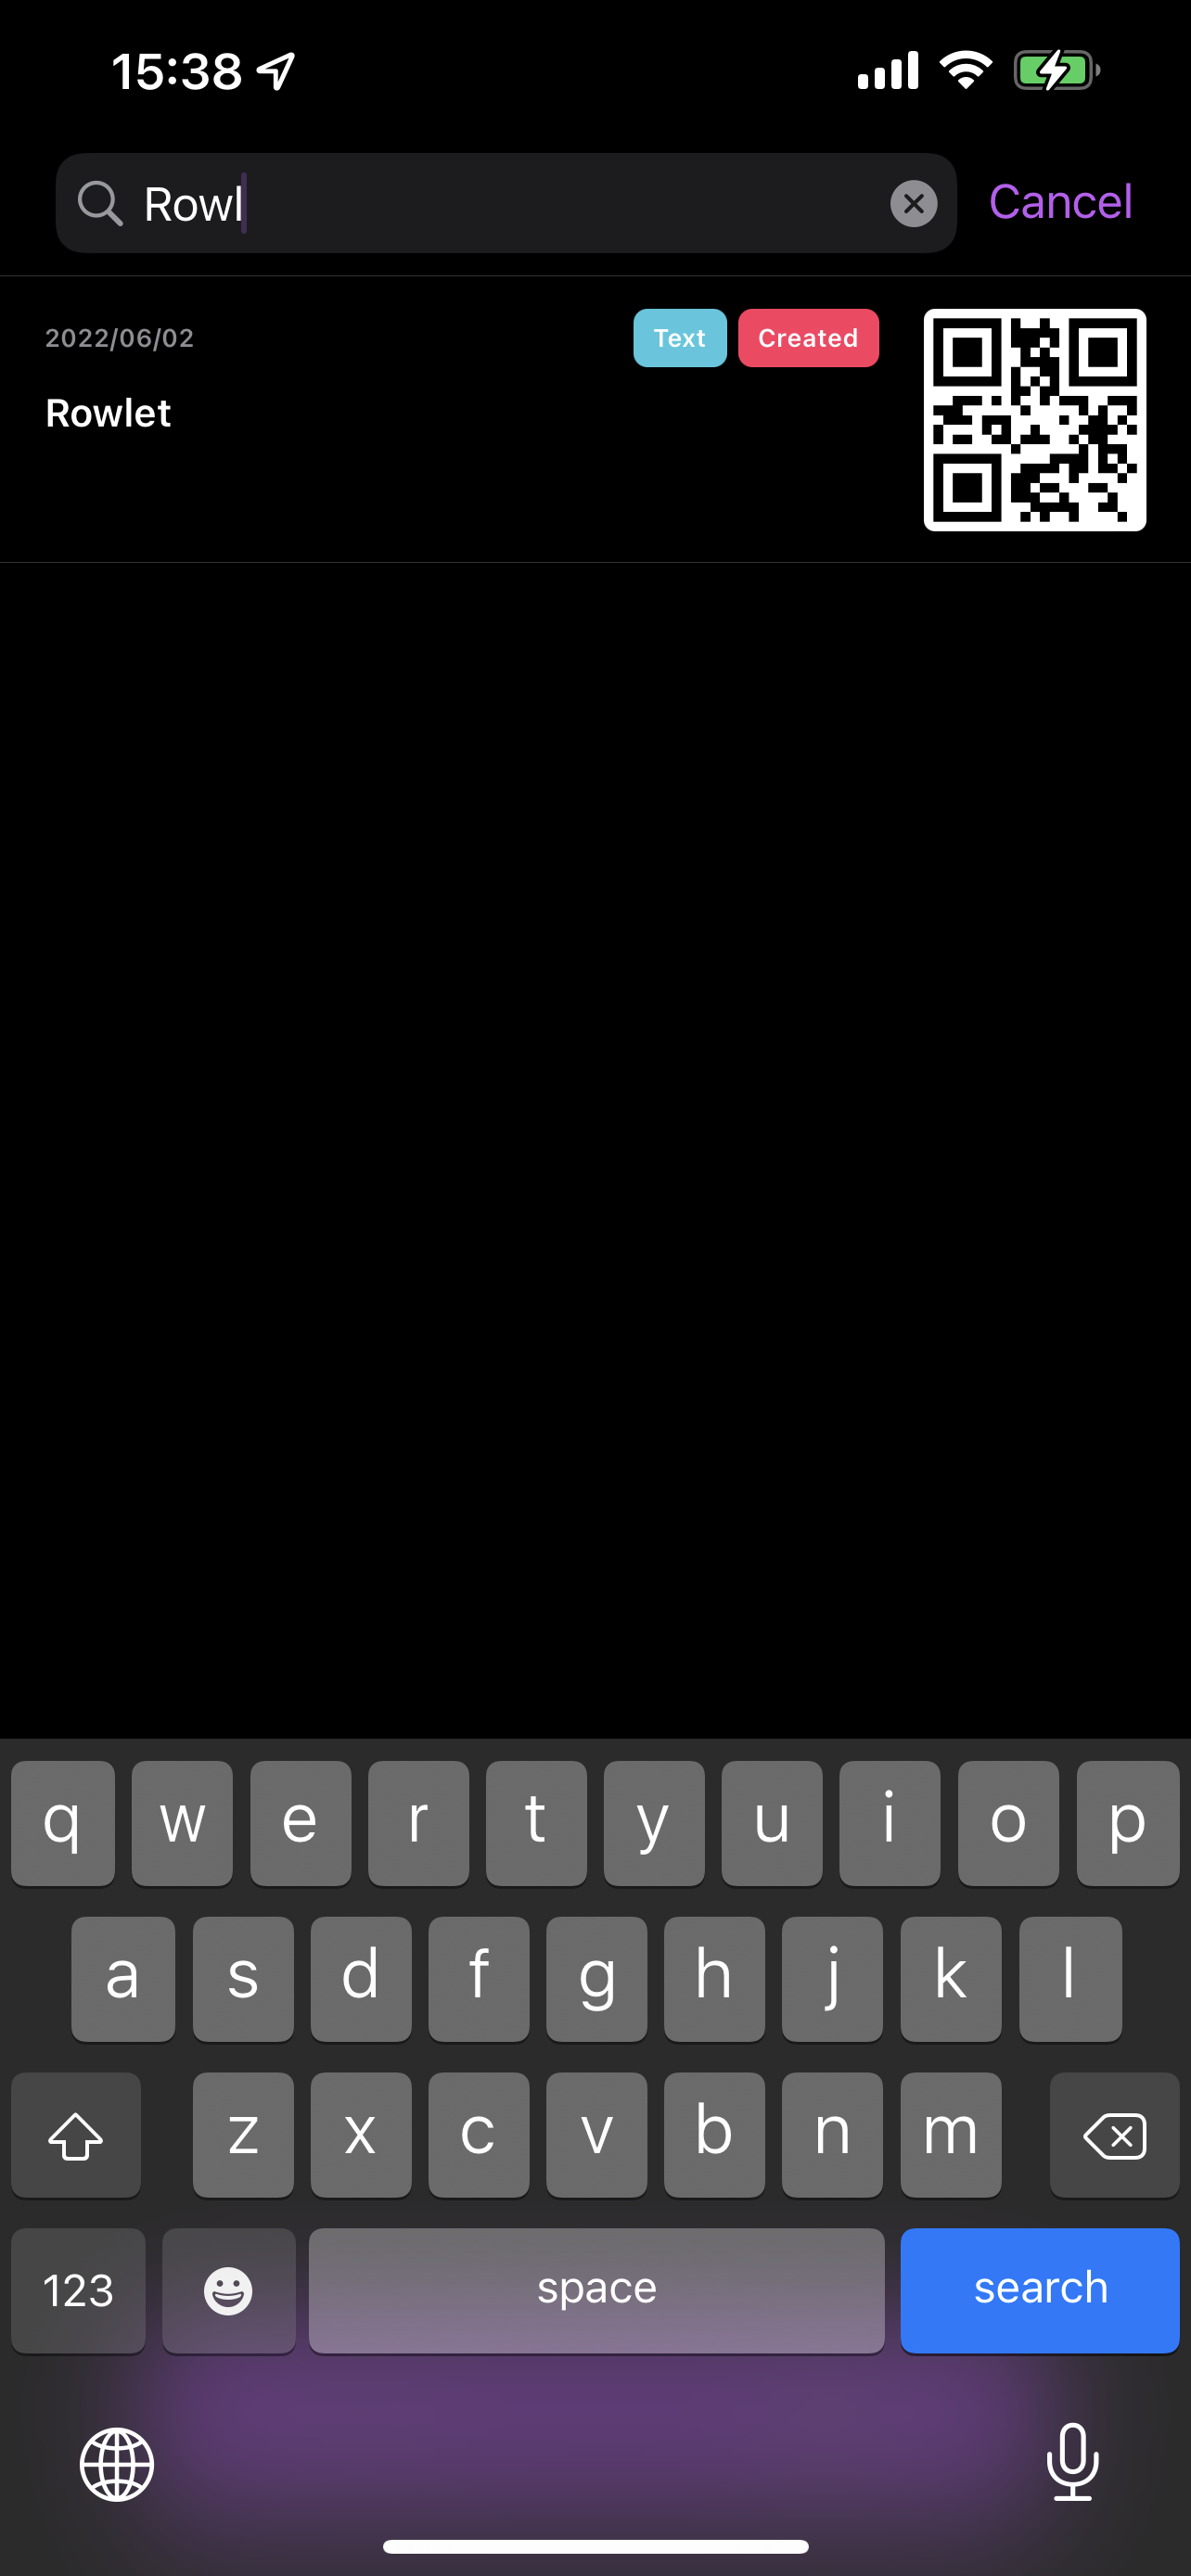 15:38
Rowl
Cancel
2022/06/02
Text
Created
Rowlet
q w e r t y u i o p
a s d f g h j k l
z x c v b n m
123
space
search